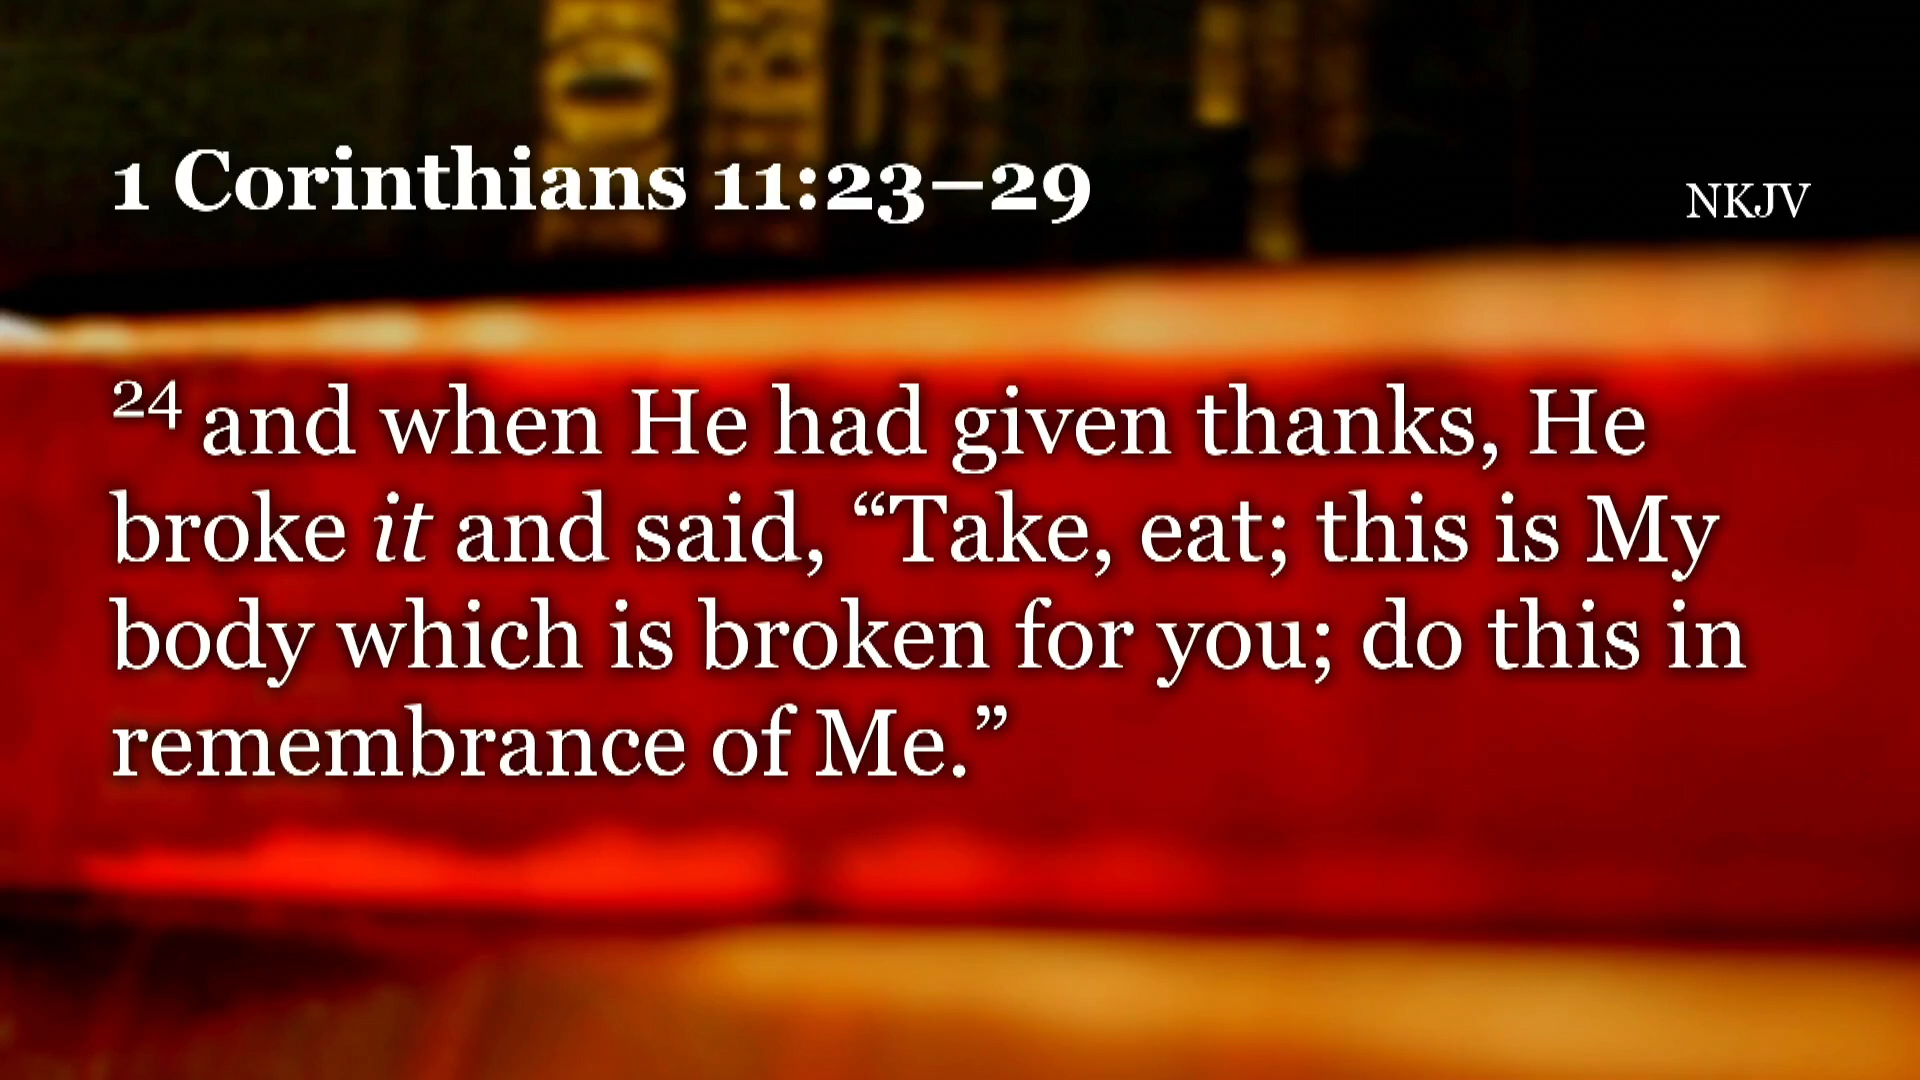 1 Corinthians 11:23–29
NKJV
24 and when He had given thanks, He
broke it and said, “Take, eat; this is My
body which is broken for you; do this in
remembrance of Me.”